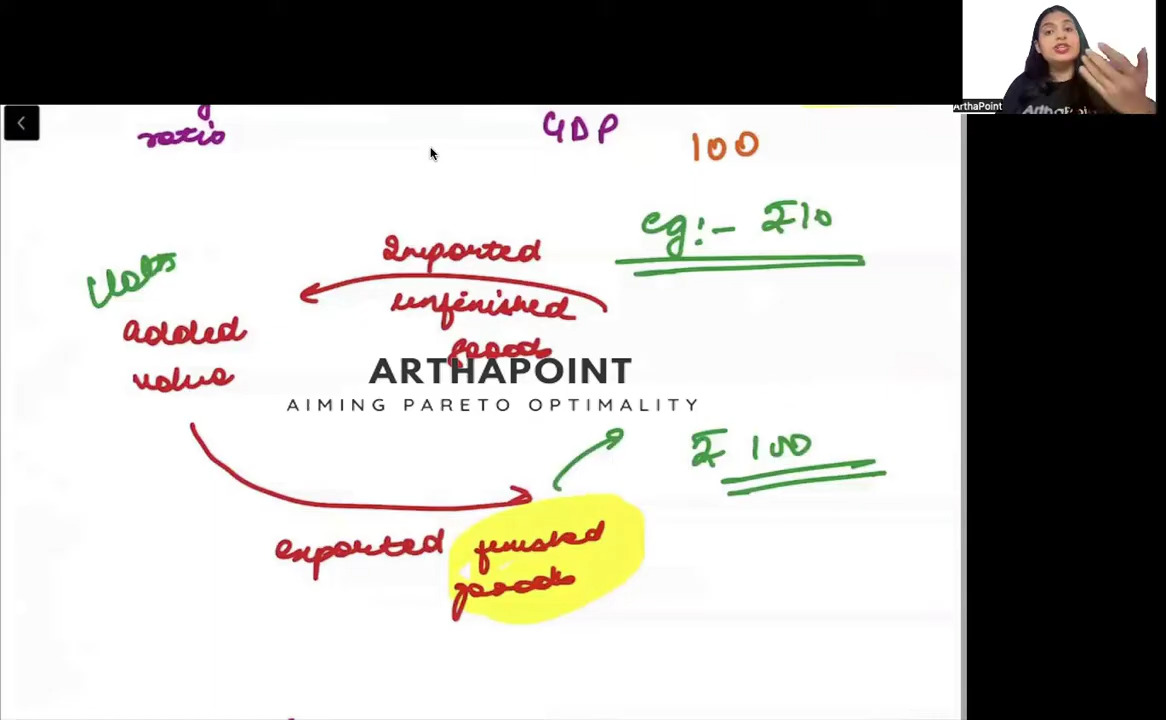 ArthaPoint
ratio
GDP
100
eg:- ₹10
Imported
unfinished
goods
added
value
ARTHAPOINT
AIMING PARETO OPTIMALITY
₹ 100
exported finished
goods